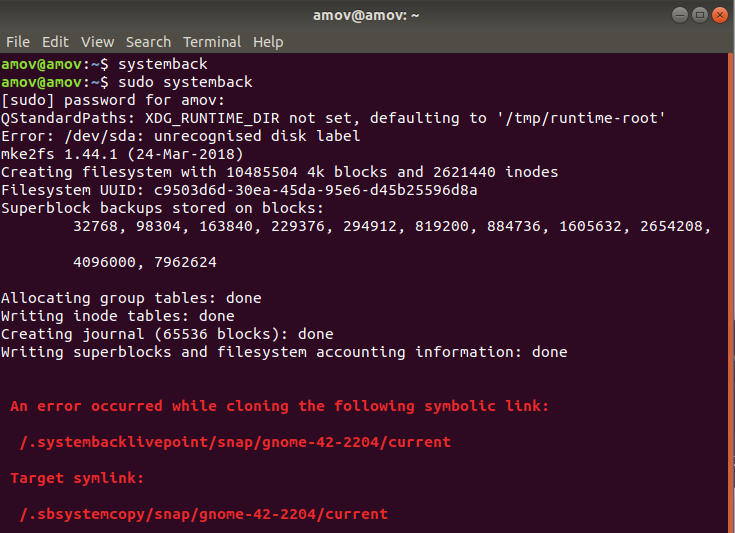 amov@amov: ~
File Edit View Search Terminal Help
amov@amov:~$ systemback
amov@amov:~$ sudo systemback
[sudo] password for amov:
QStandardPaths: XDG_RUNTIME_DIR not set, defaulting to '/tmp/runtime-root'
Error: /dev/sda: unrecognised disk label
mke2fs 1.44.1 (24-Mar-2018)
Creating filesystem with 10485504 4k blocks and 2621440 inodes
Filesystem UUID: c9503d6d-30ea-45da-95e6-d45b25596d8a
Superblock backups stored on blocks:
32768, 98304, 163840, 229376, 294912, 819200, 884736, 1605632, 2654208,
4096000, 7962624
Allocating group tables: done
Writing inode tables: done
Creating journal (65536 blocks): done
Writing superblocks and filesystem accounting information: done
An error occurred while cloning the following symbolic link:
/.systembacklivepoint/snap/gnome-42-2204/current
Target symlink:
/.sbsystemcopy/snap/gnome-42-2204/current